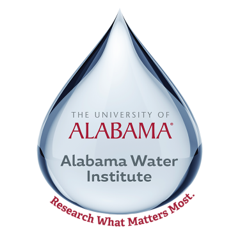 THE UNIVERSITY OF
ALABAMA®
Alabama Water
Institute
Research What Matters Most.